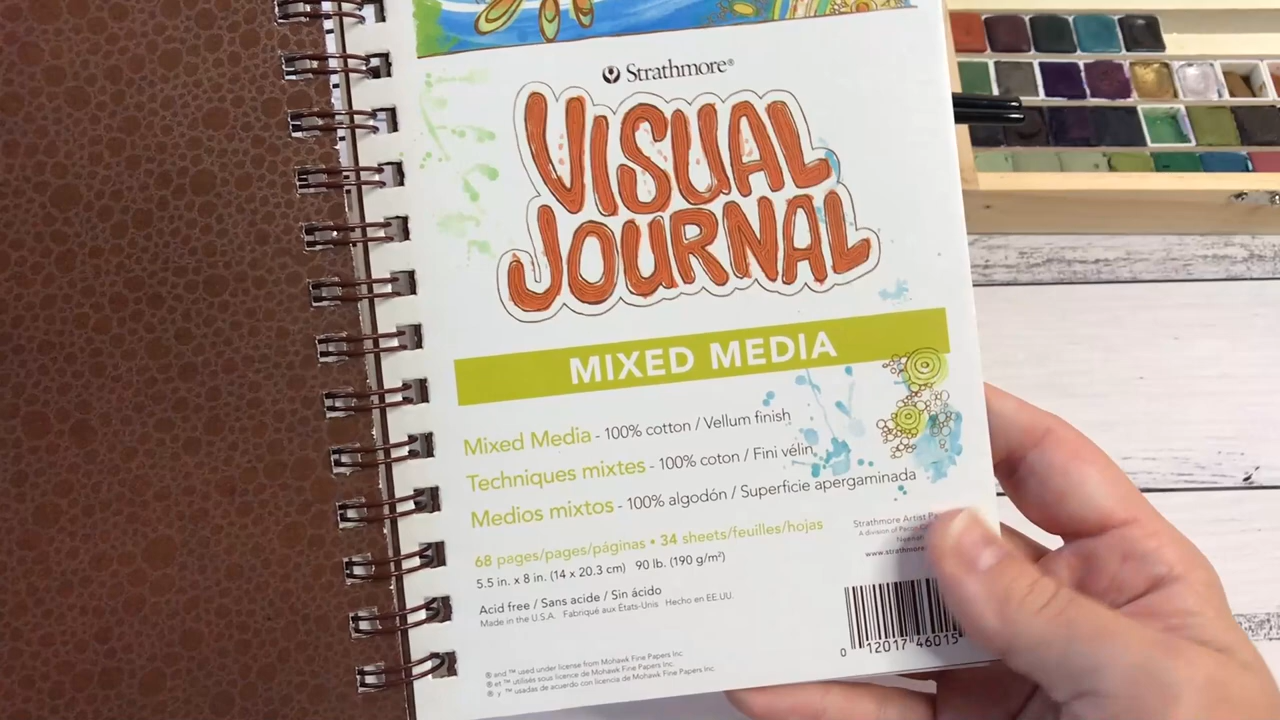 Strathmore®
VISUAL
JOURNAL
MIXED MEDIA
Mixed Media - 100% cotton / Vellum finish
Techniques mixtes - 100% coton / Fini vélin
Medios mixtos - 100% algodón / Superficie apergaminada
68 pages/pages/páginas • 34 sheets/feuilles/hojas
5.5 in. x 8 in. (14 x 20.3 cm) 90 lb. (190 g/m²)
Acid free / Sans acide / Sin ácido
Made in the U.S.A. Fabriqué aux États-Unis Hecho en EE.UU.
Strathmore Artist
A division of
www.strathmore
0 12017 46015
® and ™ used under license from Mohawk Fine Papers Inc.
® et ™ utilisés sous licence de Mohawk Fine Papers Inc.
® y ™ usadas de acuerdo con licencia de Mohawk Fine Papers Inc.